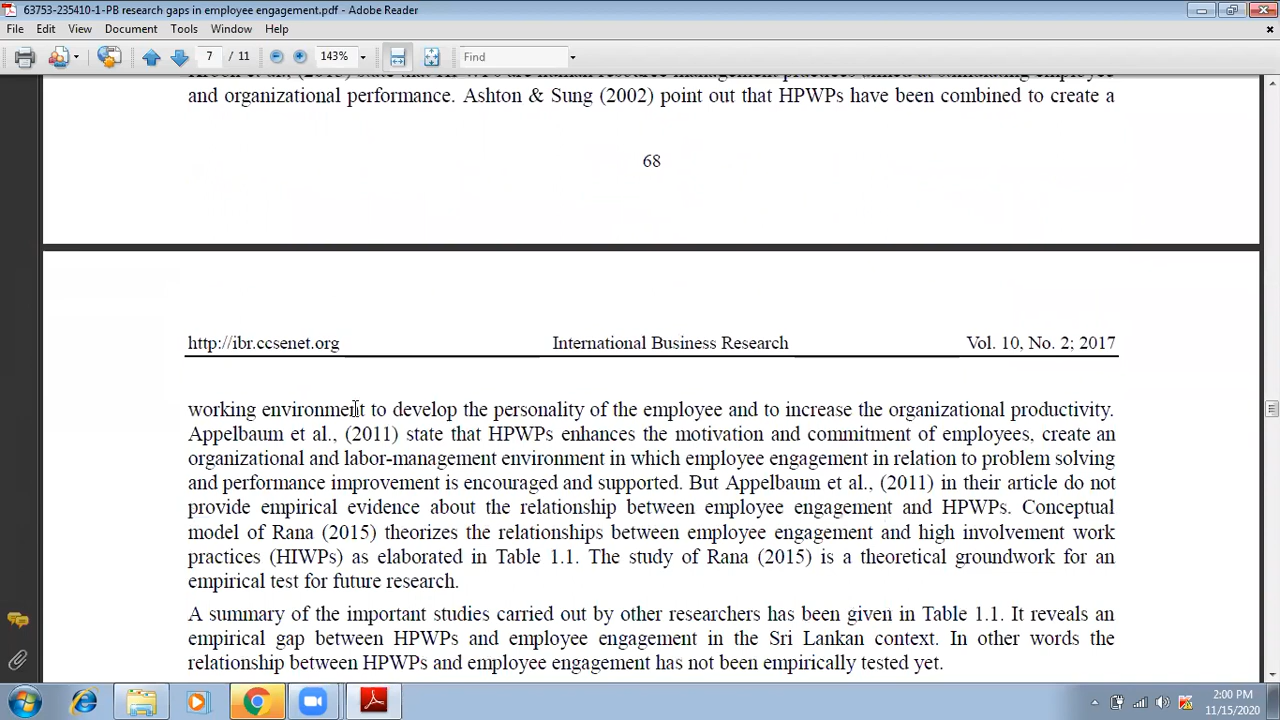 63753-235410-1-PB research gaps in employee engagement.pdf - Adobe Reader
File Edit View Document Tools Window Help
7 / 11 143% Find
and organizational performance. Ashton & Sung (2002) point out that HPWPs have been combined to create a
68
http://ibr.ccsenet.org International Business Research Vol. 10, No. 2; 2017
working environment to develop the personality of the employee and to increase the organizational productivity.
Appelbaum et al., (2011) state that HPWPs enhances the motivation and commitment of employees, create an
organizational and labor-management environment in which employee engagement in relation to problem solving
and performance improvement is encouraged and supported. But Appelbaum et al., (2011) in their article do not
provide empirical evidence about the relationship between employee engagement and HPWPs. Conceptual
model of Rana (2015) theorizes the relationships between employee engagement and high involvement work
practices (HIWPs) as elaborated in Table 1.1. The study of Rana (2015) is a theoretical groundwork for an
empirical test for future research.
A summary of the important studies carried out by other researchers has been given in Table 1.1. It reveals an
empirical gap between HPWPs and employee engagement in the Sri Lankan context. In other words the
relationship between HPWPs and employee engagement has not been empirically tested yet.
2:00 PM
11/15/2020